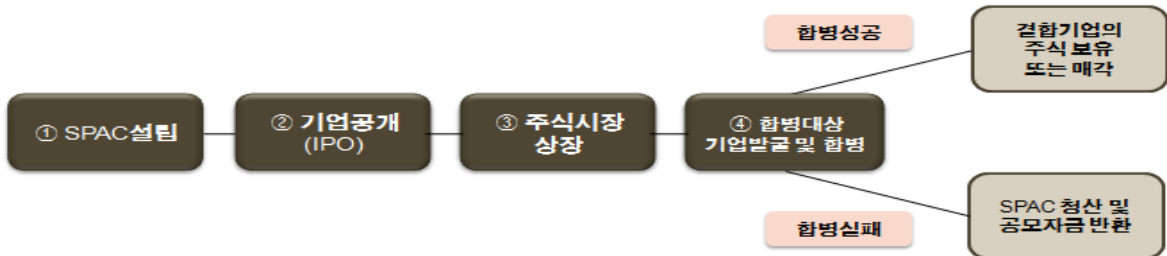 ① SPAC설립
② 기업공개
(IPO)
③ 주식시장
상장
④ 합병대상
기업발굴 및 합병
합병성공
결합기업의
주식 보유
또는 매각
합병실패
SPAC 청산 및
공모자금 반환